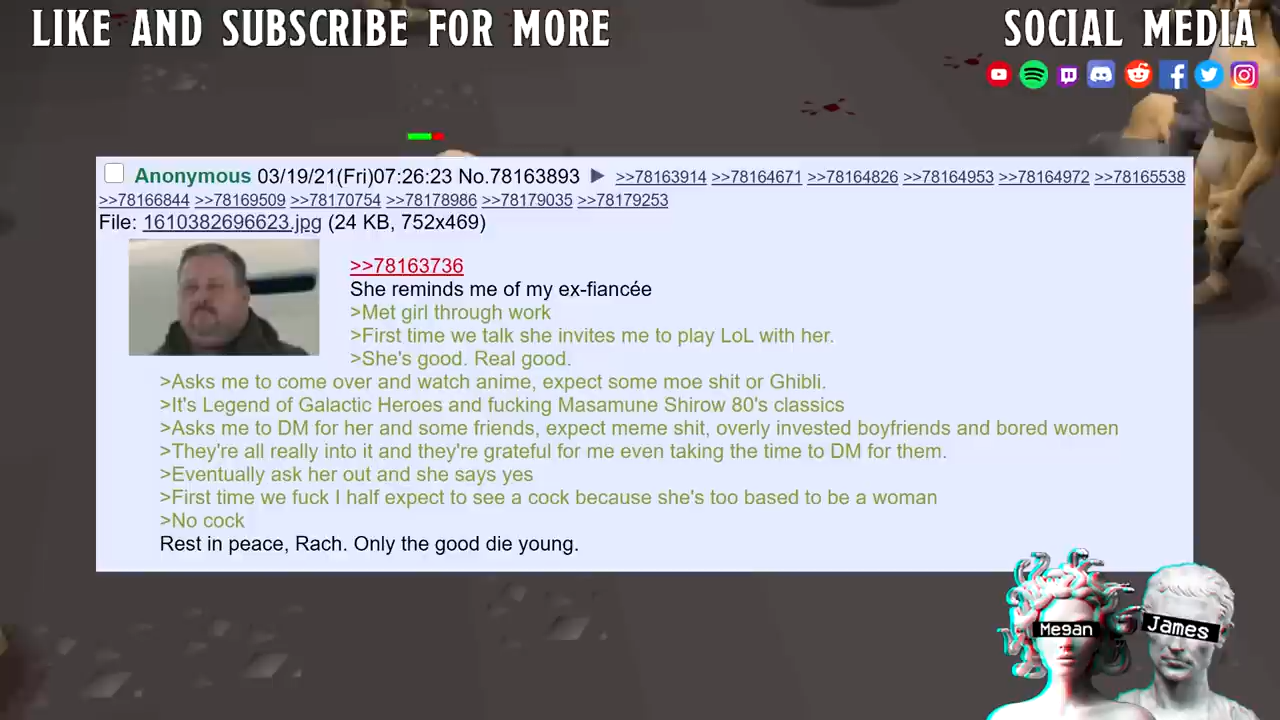 LIKE AND SUBSCRIBE FOR MORE
SOCIAL MEDIA
Anonymous 03/19/21(Fri)07:26:23 No.78163893 ▶ >>78163914 >>78164671 >>78164826 >>78164953 >>78164972 >>78165538
>>78166844 >>78169509 >>78170754 >>78178986 >>78179035 >>78179253
File: 1610382696623.jpg (24 KB, 752x469)
>>78163736
She reminds me of my ex-fiancée
>Met girl through work
>First time we talk she invites me to play LoL with her.
>She's good. Real good.
>Asks me to come over and watch anime, expect some moe shit or Ghibli.
>It's Legend of Galactic Heroes and fucking Masamune Shirow 80's classics
>Asks me to DM for her and some friends, expect meme shit, overly invested boyfriends and bored women
>They're all really into it and they're grateful for me even taking the time to DM for them.
>Eventually ask her out and she says yes
>First time we fuck I half expect to see a cock because she's too based to be a woman
>No cock
Rest in peace, Rach. Only the good die young.
Megan
James